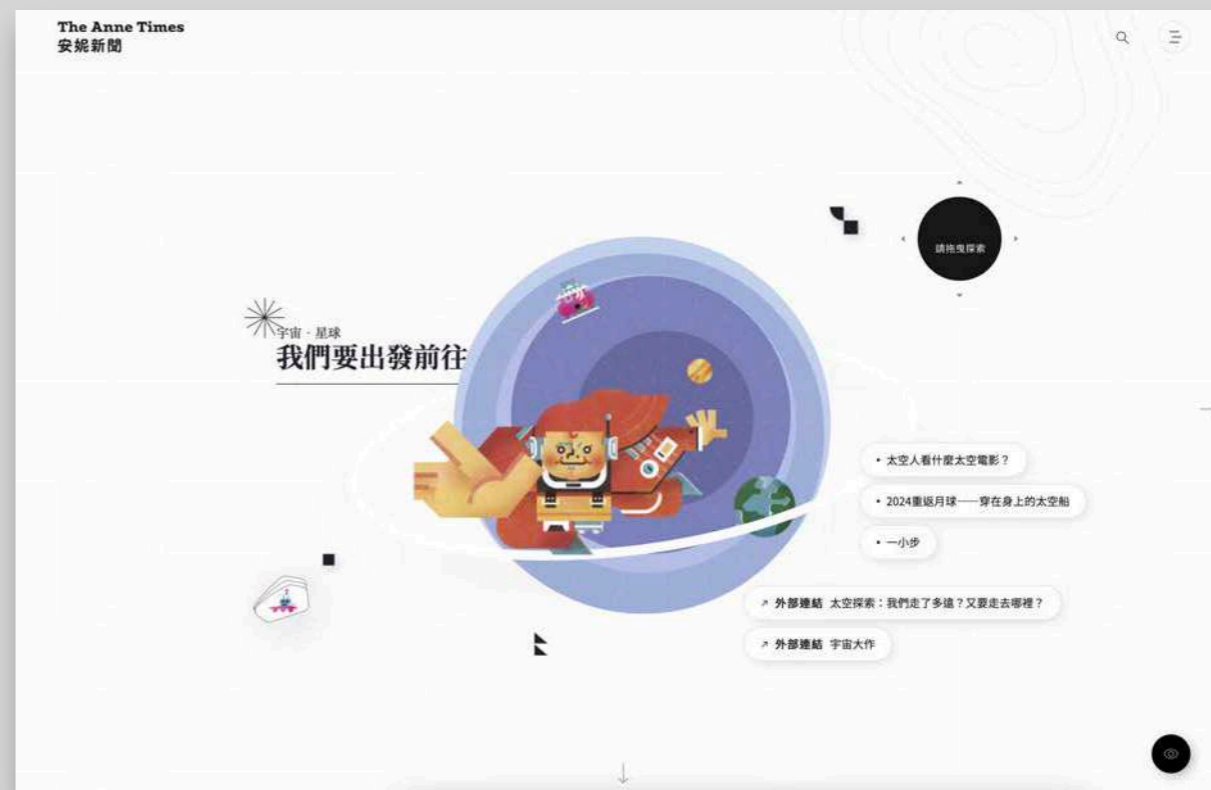 The Anne Times
安妮新聞
請拖曳探索
宇宙‧星球
我們要出發前往
• 太空人看什麼太空電影？
• 2024重返月球──穿在身上的太空船
• 一小步
↗ 外部連結 太空探索：我們走了多遠？又要走去哪裡？
↗ 外部連結 宇宙大作